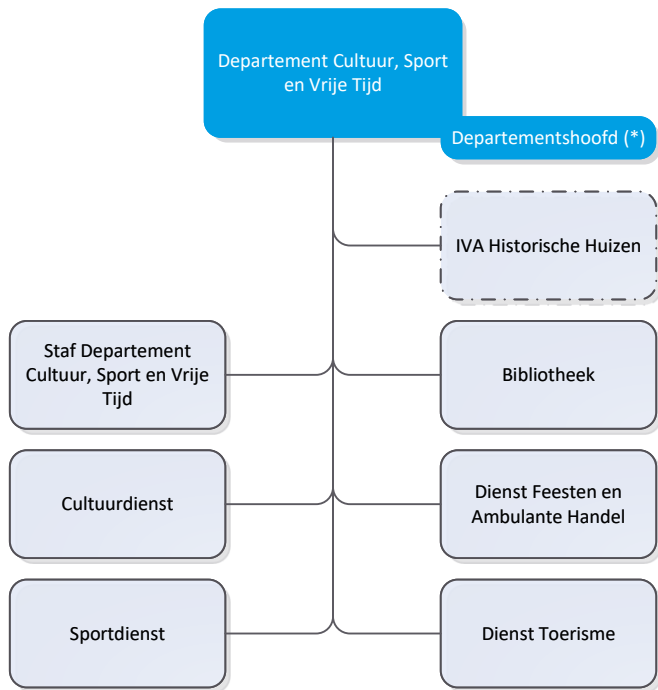 Departement Cultuur, Sport
en Vrije Tijd
Departementshoofd (*)
IVA Historische Huizen
Staf Departement
Cultuur, Sport en Vrije
Tijd
Bibliotheek
Cultuurdienst
Dienst Feesten en
Ambulante Handel
Sportdienst
Dienst Toerisme